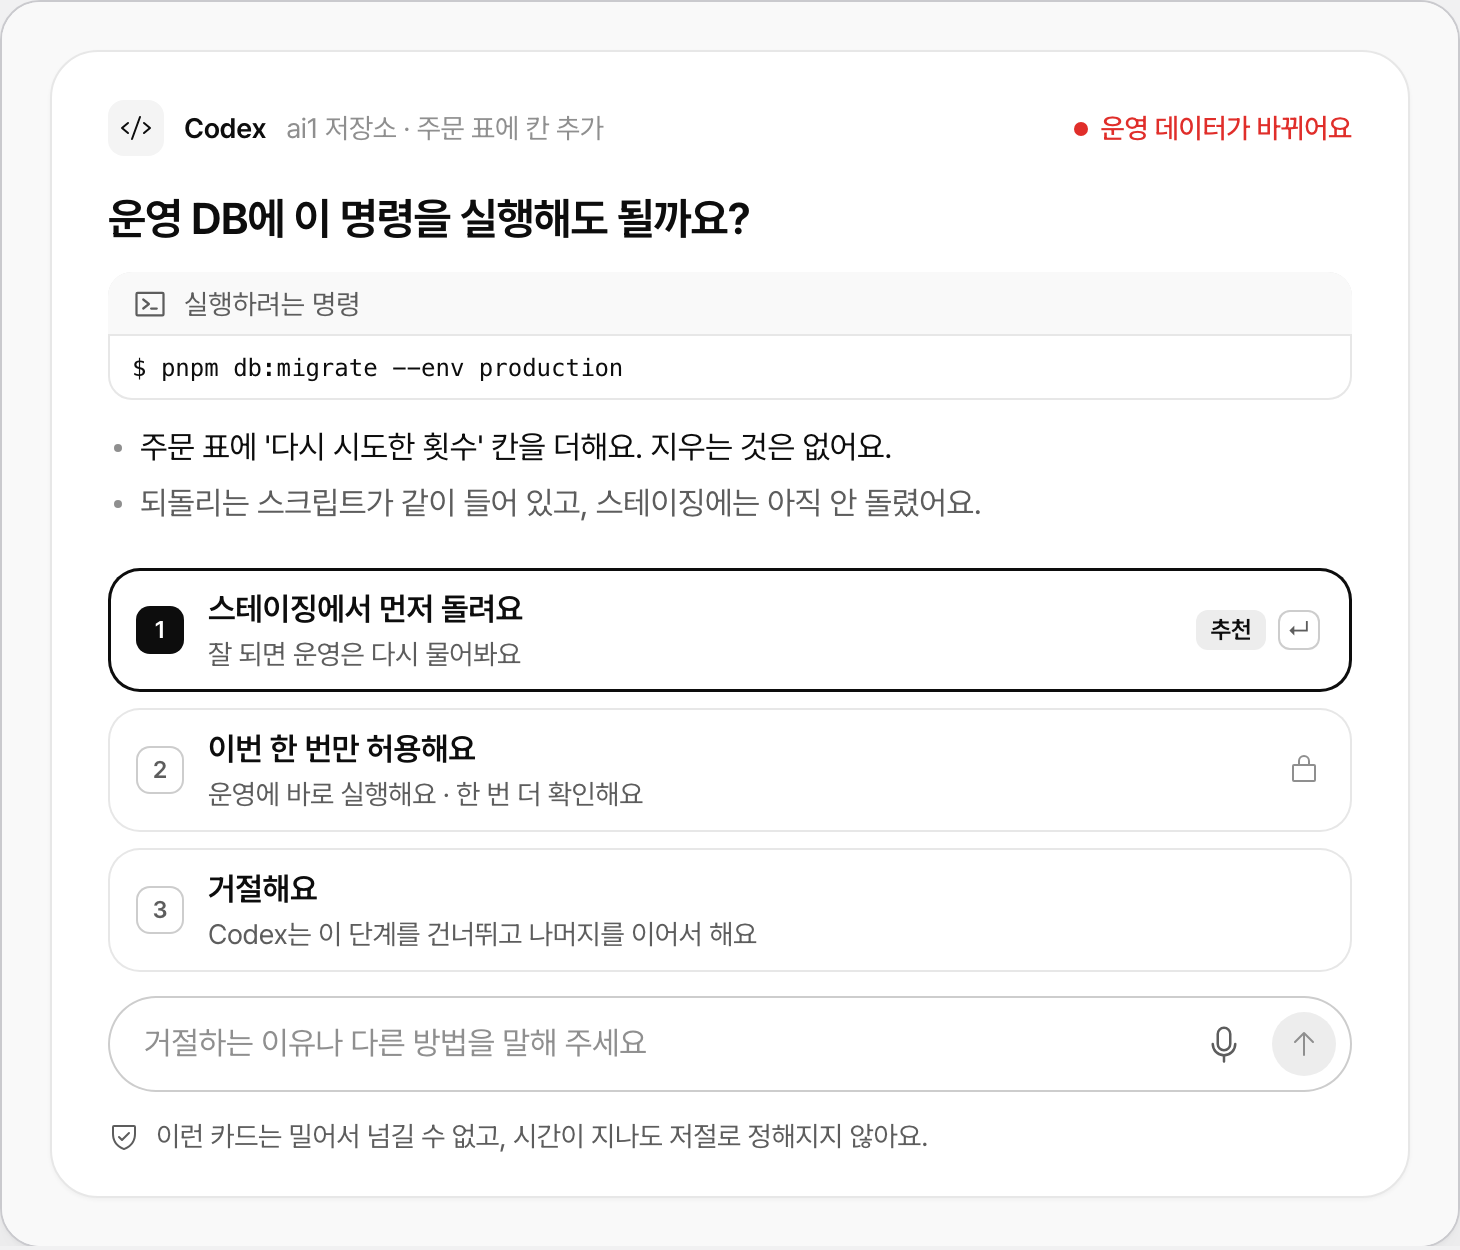 </> Codex ai1 저장소 · 주문 표에 칸 추가 운영 데이터가 바뀌어요
운영 DB에 이 명령을 실행해도 될까요?
실행하려는 명령
$ pnpm db:migrate --env production
주문 표에 '다시 시도한 횟수' 칸을 더해요. 지우는 것은 없어요.
되돌리는 스크립트가 같이 들어 있고, 스테이징에는 아직 안 돌렸어요.
1 스테이징에서 먼저 돌려요
잘 되면 운영은 다시 물어봐요
추천
2 이번 한 번만 허용해요
운영에 바로 실행해요 · 한 번 더 확인해요
3 거절해요
Codex는 이 단계를 건너뛰고 나머지를 이어서 해요
거절하는 이유나 다른 방법을 말해 주세요
이런 카드는 밀어서 넘길 수 없고, 시간이 지나도 저절로 정해지지 않아요.